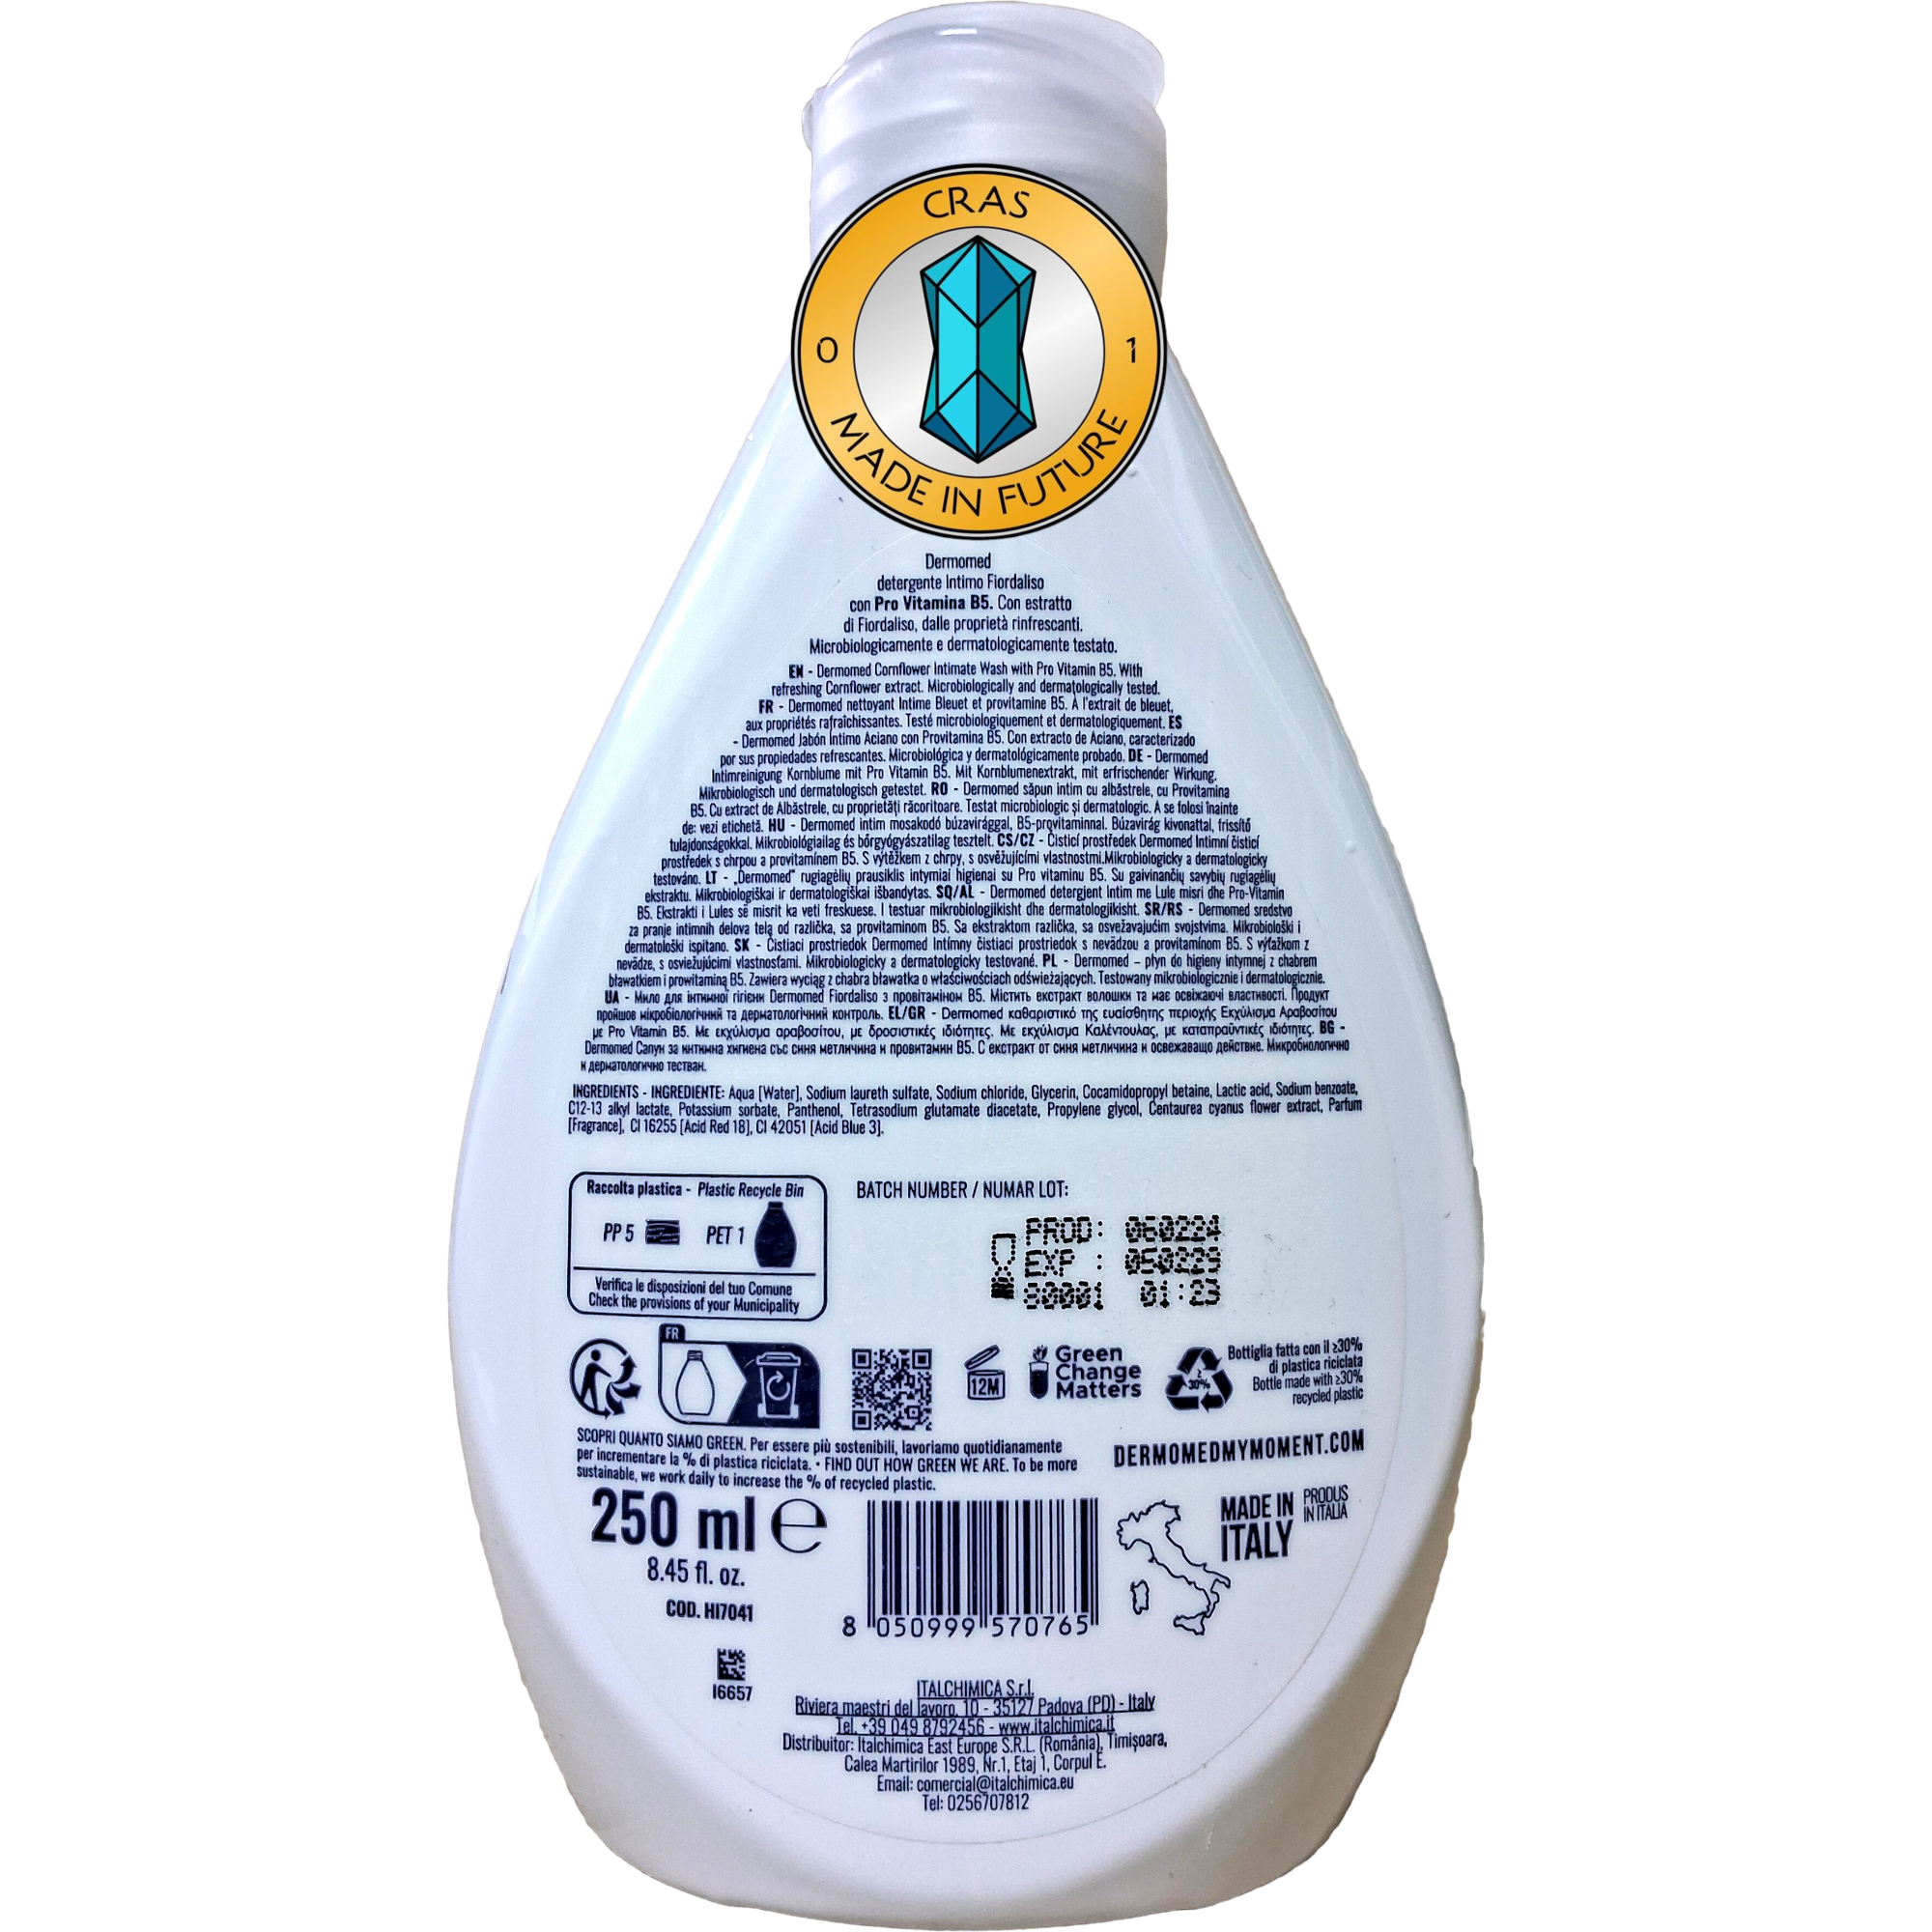 CRAS
0 1
MADE IN FUTURE
Dermomed
detergente Intimo Fiordaliso
con Pro Vitamina B5. Con estratto
di Fiordaliso, dalle proprietà rinfrescanti.
Microbiologicamente e dermatologicamente testato.
EN - Dermomed Cornflower Intimate Wash with Pro Vitamin B5. With
refreshing Cornflower extract. Microbiologically and dermatologically tested.
FR - Dermomed nettoyant Intime Bleuet et provitamine B5. À l'extrait de bleuet,
aux propriétés rafraîchissantes. Testé microbiologiquement et dermatologiquement. ES
- Dermomed Jabón Íntimo Aciano con Provitamina B5. Con extracto de Aciano, caracterizado
por sus propiedades refrescantes. Microbiológica y dermatológicamente probado. DE - Dermomed
Intimreinigung Kornblume mit Pro Vitamin B5. Mit Kornblumenextrakt, mit erfrischender Wirkung.
Mikrobiologisch und dermatologisch getestet. RO - Dermomed săpun intim cu albăstrele, cu Provitamina
B5. Cu extract de Albăstrele, cu proprietăți răcoritoare. Testat microbiologic și dermatologic. A se folosi înainte
de: vezi etichetă. HU - Dermomed intim mosakodó búzavirággal, B5-provitaminnal. Búzavirág kivonattal, frissítő
tulajdonságokkal. Mikrobiológiailag és bőrgyógyászatilag tesztelt. CS/CZ - Čisticí prostředek Dermomed Intimní čisticí
prostředek s chrpou a provitamínem B5. S výtěžkem z chrpy, s osvěžujícími vlastnostmi.Mikrobiologicky a dermatologicky
testováno. LT - „Dermomed“ rugiagėlių prausiklis intymiai higienai su Pro vitaminu B5. Su gaivinančių savybių rugiagėlių
ekstraktu. Mikrobiologiškai ir dermatologiškai išbandytas. SQ/AL - Dermomed detergjent Intim me Lule misri dhe Pro-Vitamin
B5. Ekstrakti i Lules së misrit ka veti freskuese. I testuar mikrobiologjikisht dhe dermatologjikisht. SR/RS - Dermomed sredstvo
za pranje intimnih delova tela od različka, sa provitaminom B5. Sa ekstraktom različka, sa osvežavajućim svojstvima. Mikrobiološki i
dermatološki ispitano. SK - Čistiaci prostriedok Dermomed Intímny čistiaci prostriedok s nevädzou a provitamínom B5. S výťažkom z
nevädze, s osviežujúcimi vlastnosťami. Mikrobiologicky a dermatologicky testované. PL - Dermomed – płyn do higieny intymnej z chabrem
bławatkiem i prowitaminą B5. Zawiera wyciąg z chabra bławatka o właściwościach odświeżających. Testowany mikrobiologicznie i dermatologicznie.
UA - Мило для інтимної гігієни Dermomed Fiordaliso з провітаміном B5. Містить екстракт волошки та має освіжаючі властивості. Продукт
пройшов мікробіологічний та дерматологічний контроль. EL/GR - Dermomed καθαριστικό της ευαίσθητης περιοχής Εκχύλισμα Αραβοσίτου
με Pro Vitamin B5. Με εκχύλισμα αραβοσίτου, με δροσιστικές ιδιότητες. Με εκχύλισμα Καλέντουλας, με καταπραϋντικές ιδιότητες. BG -
Dermomed Сапун за интимна хигиена със синя метличина и провитамин B5. С екстракт от синя метличина и освежаващо действие. Микробиологично
и дерматологично тестван.
INGREDIENTS - INGREDIENTE: Aqua [Water], Sodium laureth sulfate, Sodium chloride, Glycerin, Cocamidopropyl betaine, Lactic acid, Sodium benzoate,
C12-13 alkyl lactate, Potassium sorbate, Panthenol, Tetrasodium glutamate diacetate, Propylene glycol, Centaurea cyanus flower extract, Parfum
[Fragrance], CI 16255 [Acid Red 18], CI 42051 [Acid Blue 3].
Raccolta plastica - Plastic Recycle Bin
PP 5 PET 1
Verifica le disposizioni del tuo Comune
Check the provisions of your Municipality
BATCH NUMBER / NUMAR LOT:
PROD: 060224
EXP : 050229
80001 01:23
FR
12M
Green
Change
Matters
≥
30%
Bottiglia fatta con il ≥30%
di plastica riciclata
Bottle made with ≥30%
recycled plastic
SCOPRI QUANTO SIAMO GREEN. Per essere più sostenibili, lavoriamo quotidianamente
per incrementare la % di plastica riciclata. • FIND OUT HOW GREEN WE ARE. To be more
sustainable, we work daily to increase the % of recycled plastic.
DERMOMEDMYMOMENT.COM
250 ml e
8.45 fl. oz.
COD. HI7041
8 050999 570765
MADE IN
ITALY
PRODUS
IN ITALIA
I6657
ITALCHIMICA S.r.l.
Riviera maestri del lavoro, 10 - 35127 Padova (PD) - Italy
Tel. +39 049 8792456 - www.italchimica.it
Distribuitor: Italchimica East Europe S.R.L. (România), Timișoara,
Calea Martirilor 1989, Nr.1, Etaj 1, Corpul E.
Email: comercial@italchimica.eu
Tel: 0256707812